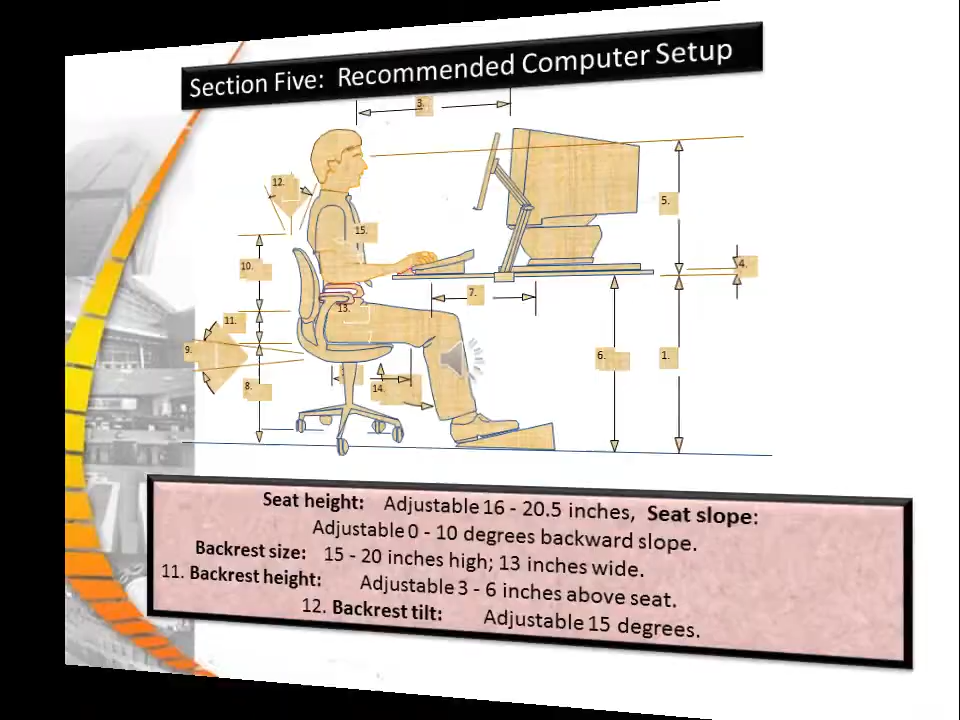 Section Five: Recommended Computer Setup
3.
12.
5.
15.
10.
4.
7.
13.
11.
9.
6.
1.
8.
14.
Seat height: Adjustable 16 - 20.5 inches, Seat slope:
Adjustable 0 - 10 degrees backward slope.
Backrest size: 15 - 20 inches high; 13 inches wide.
11. Backrest height: Adjustable 3 - 6 inches above seat.
12. Backrest tilt: Adjustable 15 degrees.